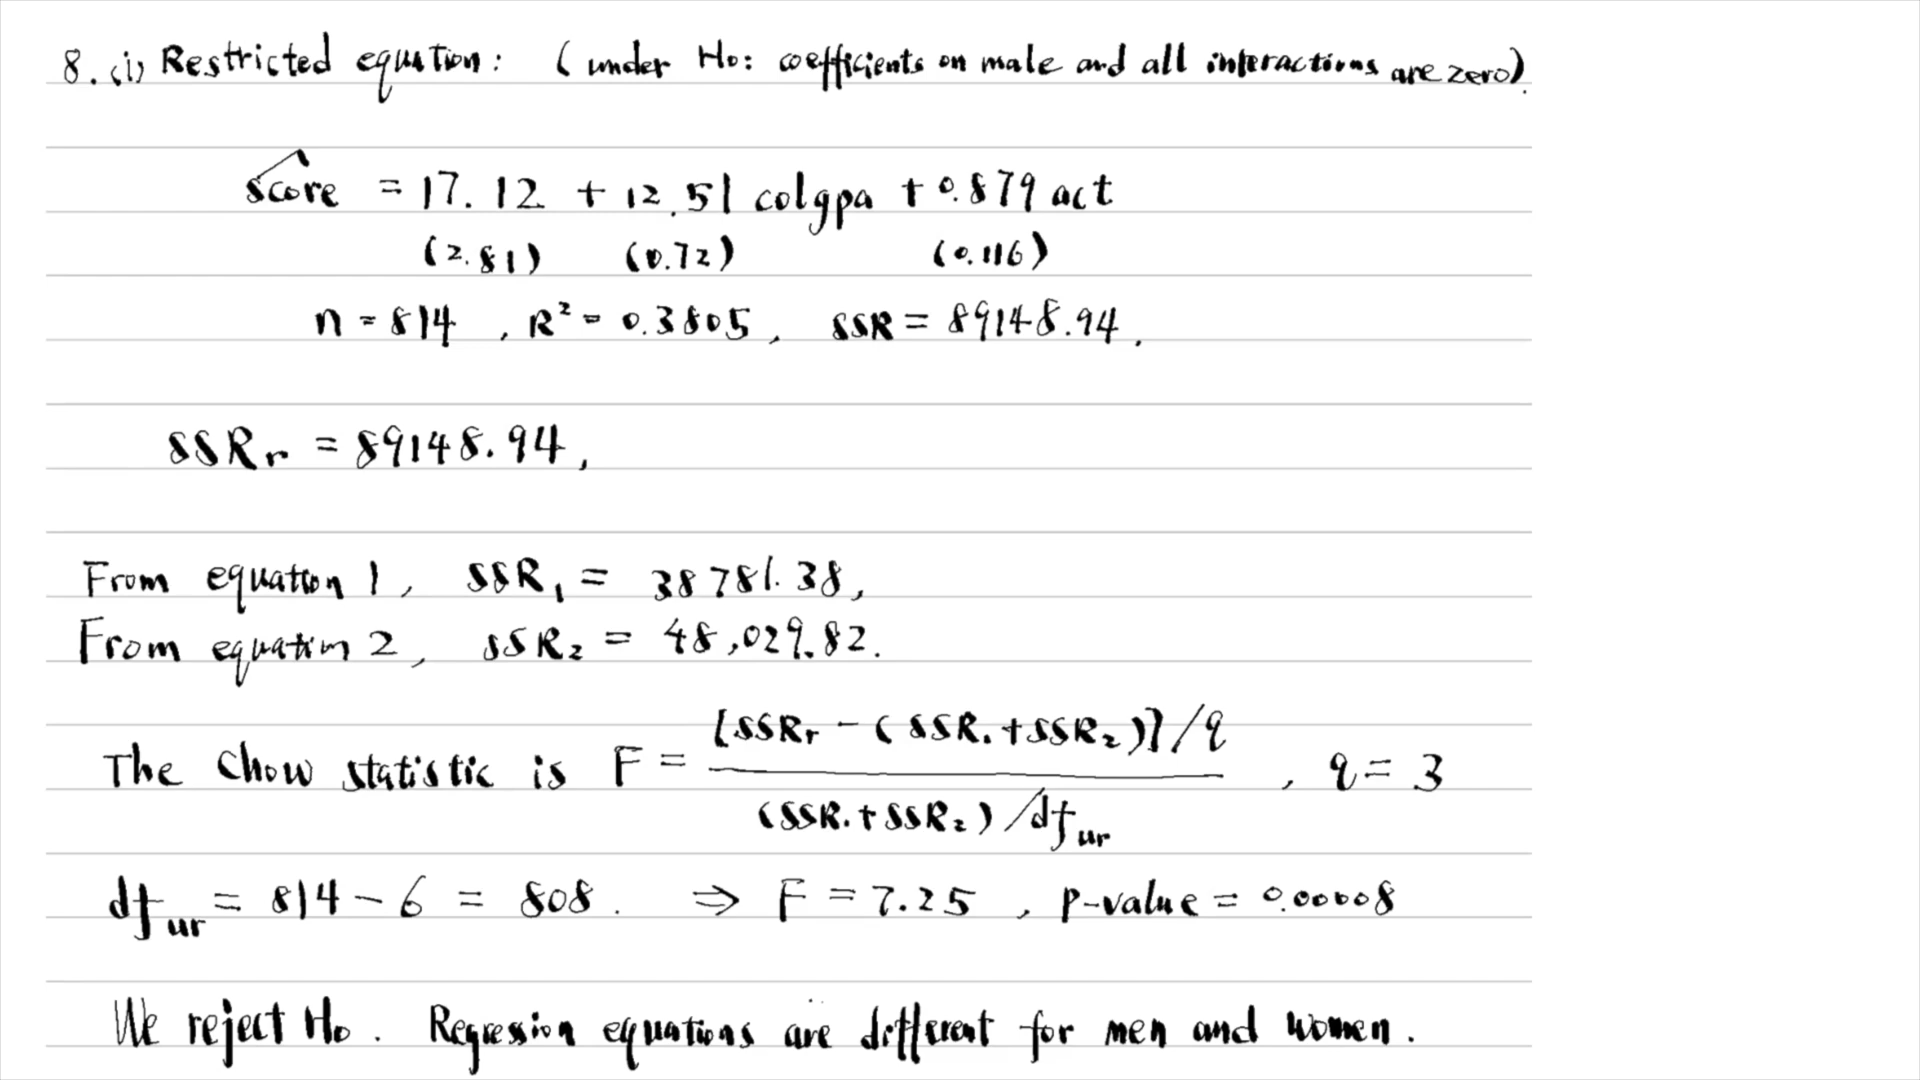 8. (i) Restricted equation: (under H0: coefficients on male and all interactions are zero).
score^ = 17.12 + 12.51 colgpa + 0.879 act
(2.81) (0.72) (0.116)
n = 814, R² = 0.3805, SSR = 89148.94.
SSRr = 89148.94,
From equation 1, SSR1 = 38781.38,
From equation 2, SSR2 = 48,029.82.
The Chow statistic is F = [SSRr - (SSR1 + SSR2)]/q / (SSR1 + SSR2)/dfur, q = 3
dfur = 814 - 6 = 808. ⇒ F = 7.25, p-value = 0.00008
We reject H0. Regression equations are different for men and women.